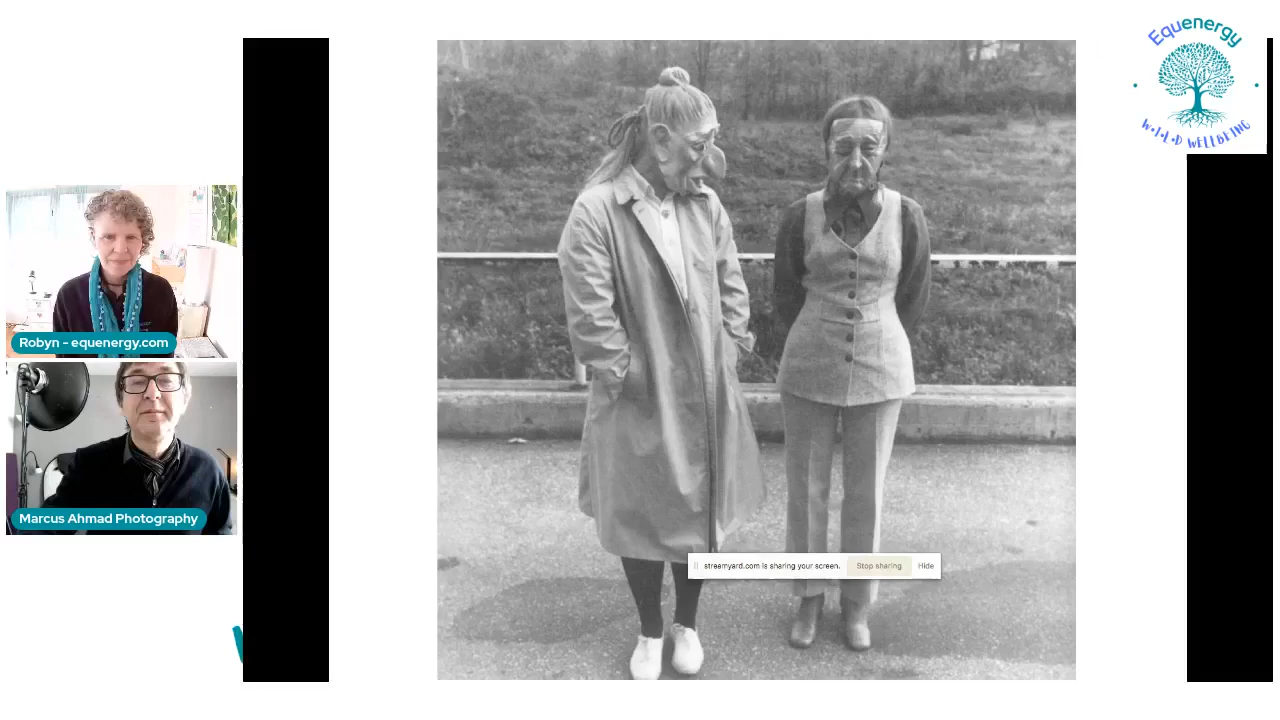 Equenergy
W·I·L·D WELLBEING
Robyn - equenergy.com
Marcus Ahmad Photography
streamyard.com is sharing your screen. Stop sharing Hide